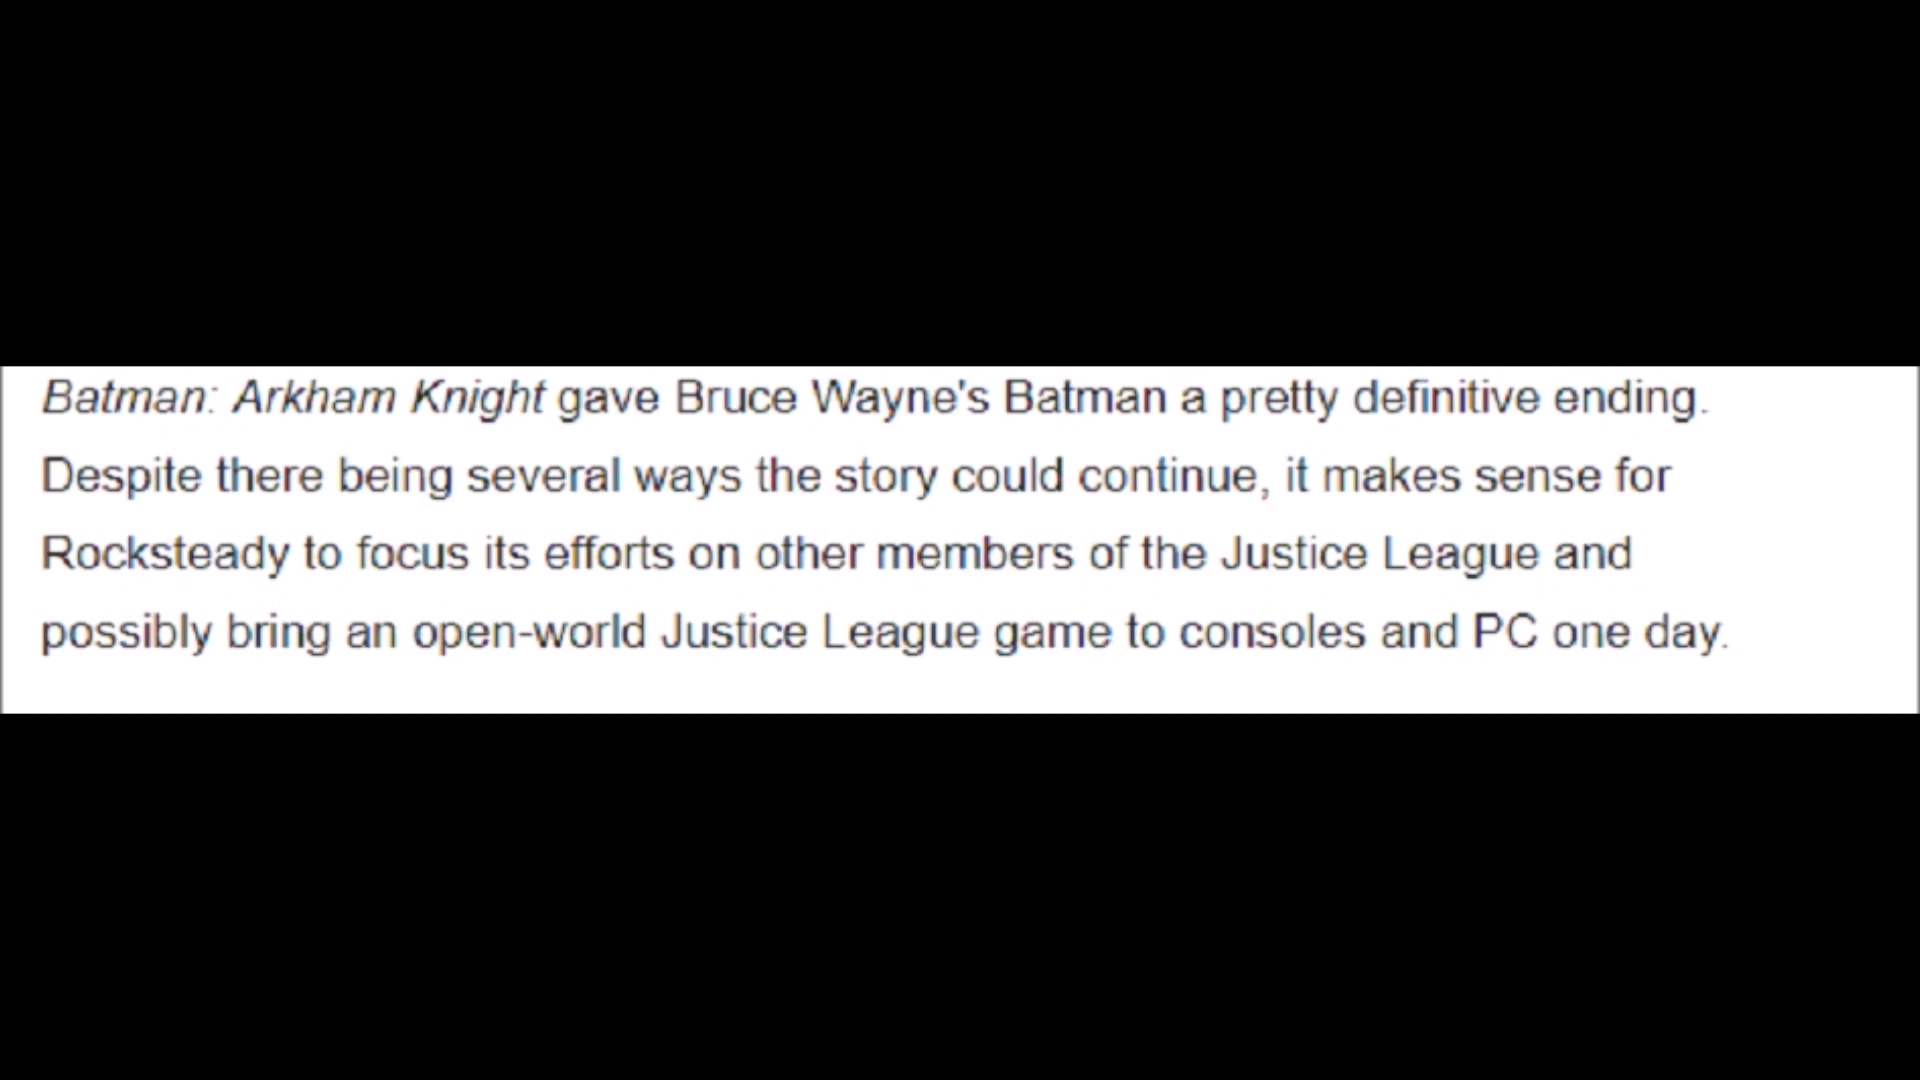 Batman: Arkham Knight gave Bruce Wayne's Batman a pretty definitive ending.
Despite there being several ways the story could continue, it makes sense for
Rocksteady to focus its efforts on other members of the Justice League and
possibly bring an open-world Justice League game to consoles and PC one day.